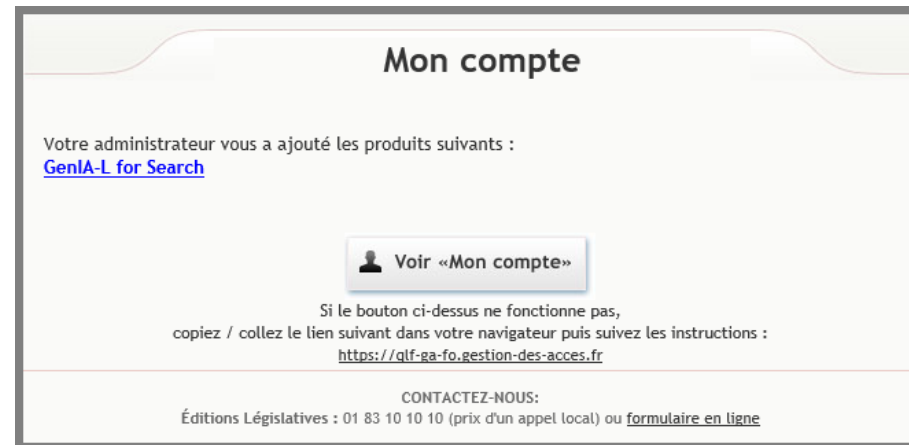 Mon compte
Votre administrateur vous a ajouté les produits suivants :
GenIA-L for Search
Voir «Mon compte»
Si le bouton ci-dessus ne fonctionne pas,
copiez / collez le lien suivant dans votre navigateur puis suivez les instructions :
https://qlf-ga-fo.gestion-des-acces.fr
CONTACTEZ-NOUS:
Éditions Législatives : 01 83 10 10 10 (prix d'un appel local) ou formulaire en ligne